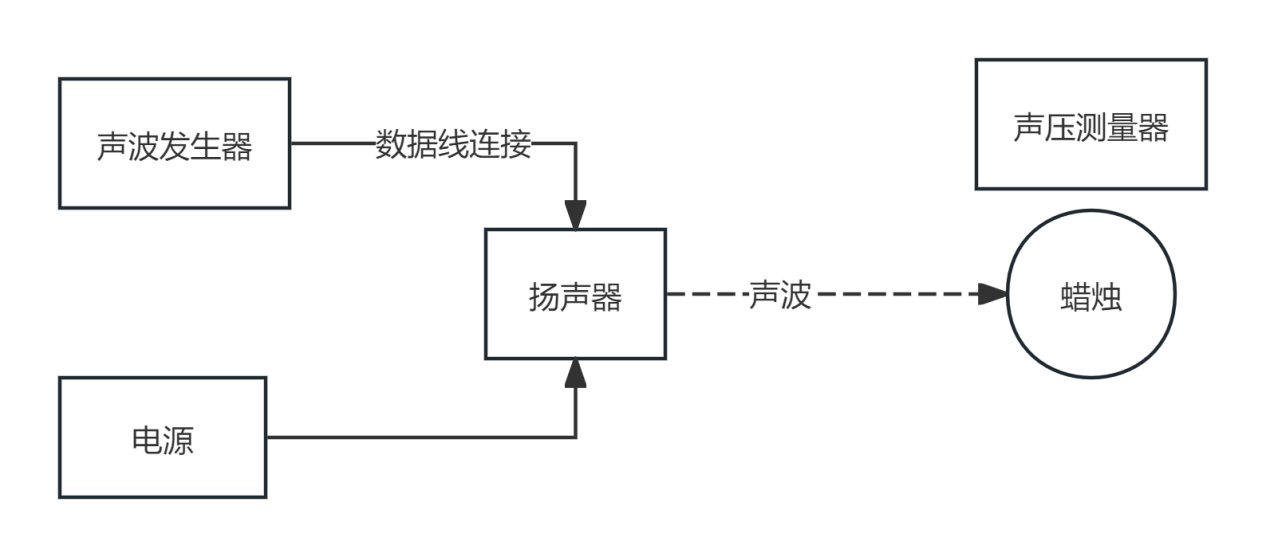 声波发生器
数据线连接
声压测量器
扬声器
声波
蜡烛
电源